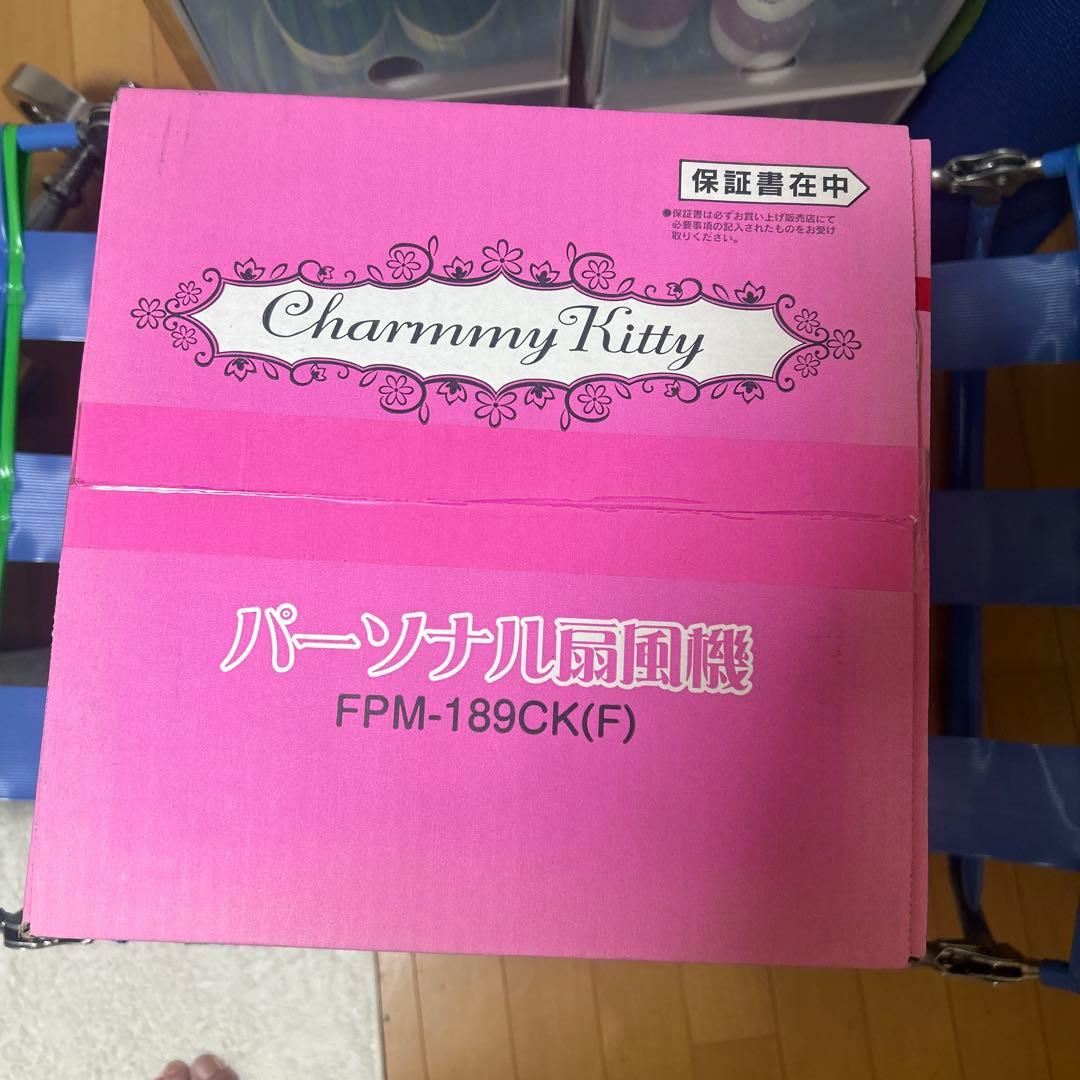 保証書在中
●保証書は必ずお買い上げ販売店にて
必要事項の記入されたものをお受け
取りください。
Charmmy Kitty
パーソナル扇風機
FPM-189CK(F)